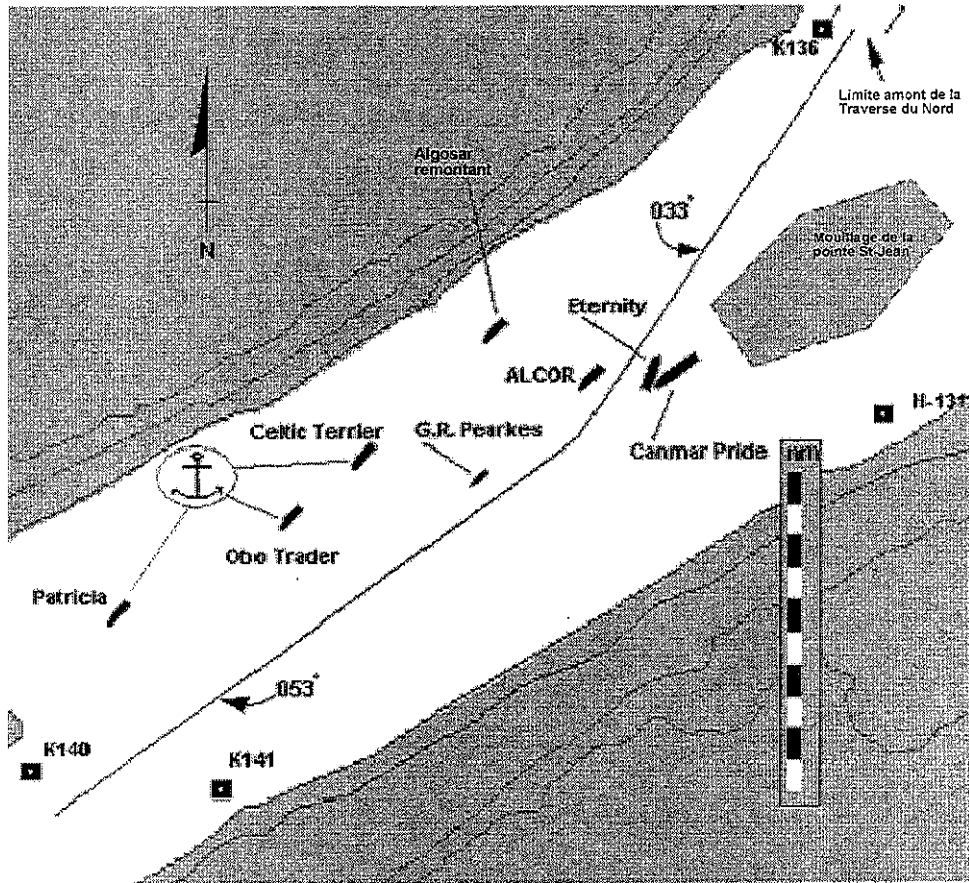 K136
Limite amont de la
Traverse du Nord
N
Algosar
remontant
033°
Mouillage de la
pointe St-Jean
Eternity
ALCOR
H-131
Celtic Terrier
G.R. Pearkes
Canmar Pride
nm
Obo Trader
Patricia
053°
K140
K141